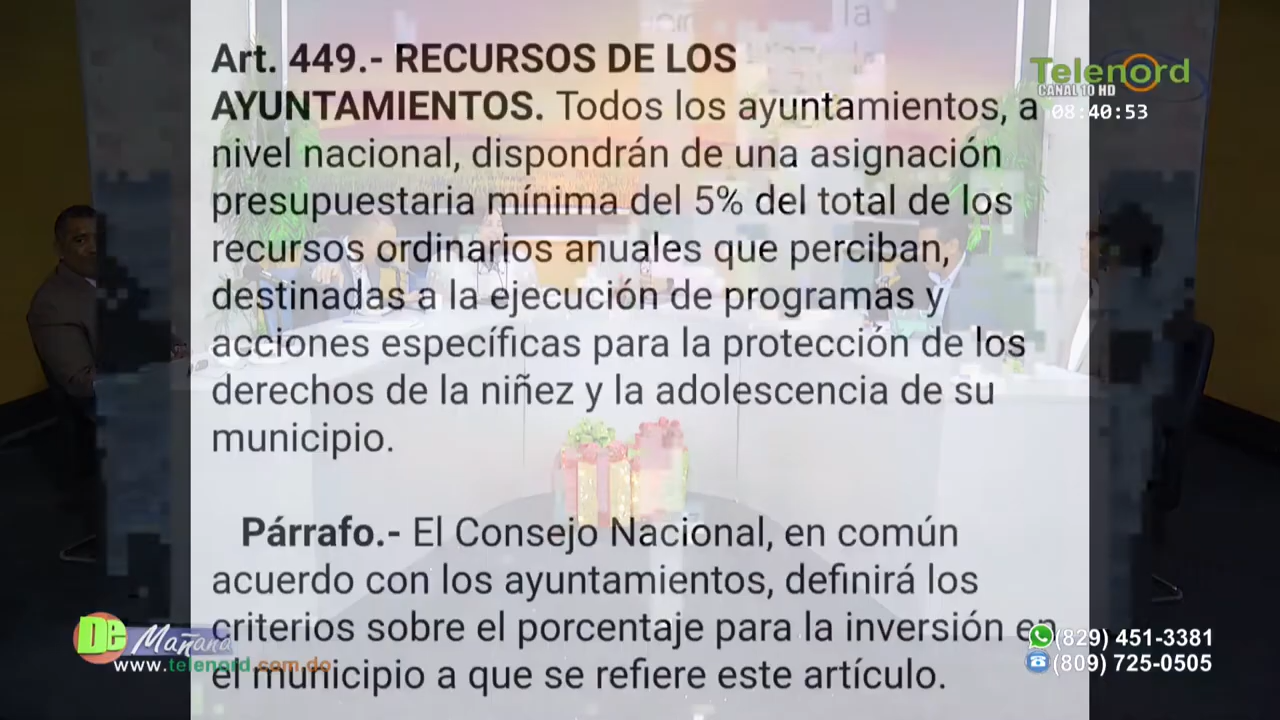 la
Art. 449.- RECURSOS DE LOS
AYUNTAMIENTOS. Todos los ayuntamientos, a
nivel nacional, dispondrán de una asignación
presupuestaria mínima del 5% del total de los
recursos ordinarios anuales que perciban,
destinadas a la ejecución de programas y
acciones específicas para la protección de los
derechos de la niñez y la adolescencia de su
municipio.
Párrafo.- El Consejo Nacional, en común
acuerdo con los ayuntamientos, definirá los
criterios sobre el porcentaje para la inversión en
el municipio a que se refiere este artículo.
Telenord
CANAL 10 HD
08:40:53
De Mañana
www.telenord.com.do
(829) 451-3381
(809) 725-0505